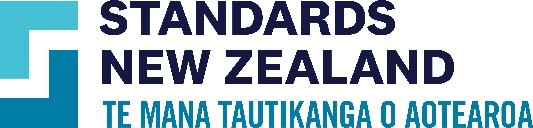 STANDARDS
NEW ZEALAND
TE MANA TAUTIKANGA O AOTEAROA